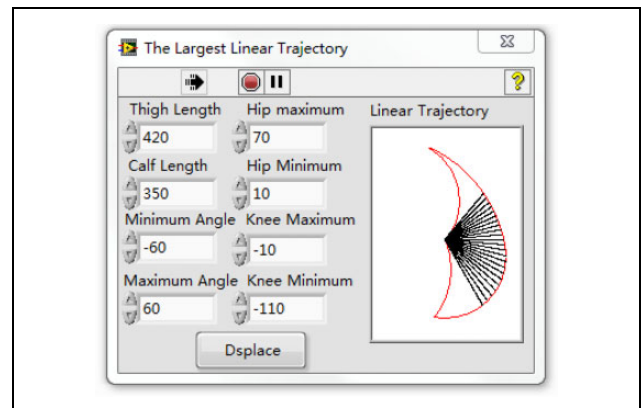 The Largest Linear Trajectory
Thigh Length Hip maximum Linear Trajectory
420 70
Calf Length Hip Minimum
350 10
Minimum Angle Knee Maximum
-60 -10
Maximum Angle Knee Minimum
60 -110
Dsplace